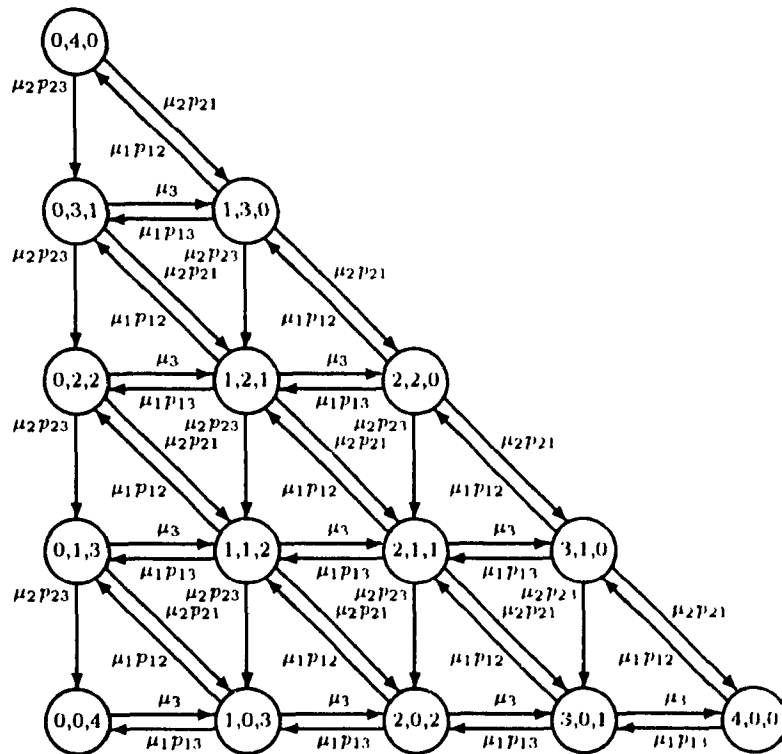 0,4,0
μ₂p₂₃ μ₂p₂₁
μ₁p₁₂
0,3,1 μ₃ 1,3,0
μ₁p₁₃
μ₂p₂₃ μ₂p₂₁ μ₂p₂₃ μ₂p₂₁
μ₁p₁₂ μ₁p₁₂
0,2,2 μ₃ 1,2,1 μ₃ 2,2,0
μ₁p₁₃ μ₁p₁₃
μ₂p₂₃ μ₂p₂₁ μ₂p₂₃ μ₂p₂₁ μ₂p₂₃ μ₂p₂₁
μ₁p₁₂ μ₁p₁₂ μ₁p₁₂
0,1,3 μ₃ 1,1,2 μ₃ 2,1,1 μ₃ 3,1,0
μ₁p₁₃ μ₁p₁₃ μ₁p₁₃
μ₂p₂₃ μ₂p₂₁ μ₂p₂₃ μ₂p₂₁ μ₂p₂₃ μ₂p₂₁ μ₂p₂₃ μ₂p₂₁
μ₁p₁₂ μ₁p₁₂ μ₁p₁₂ μ₁p₁₂
0,0,4 μ₃ 1,0,3 μ₃ 2,0,2 μ₃ 3,0,1 μ₃ 4,0,0
μ₁p₁₃ μ₁p₁₃ μ₁p₁₃ μ₁p₁₃